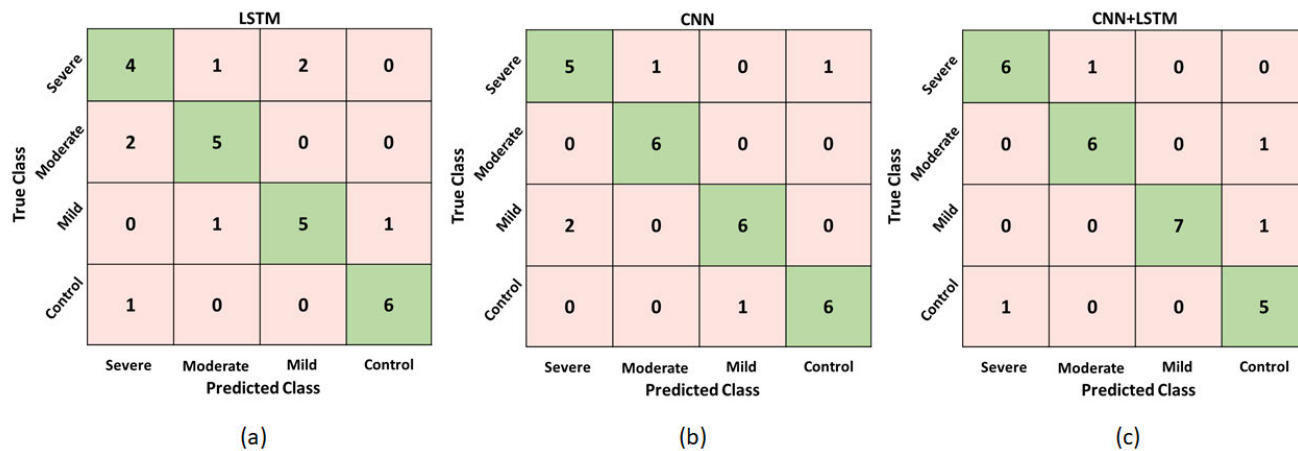 LSTM
Severe 4 1 2 0
Moderate 2 5 0 0
Mild 0 1 5 1
Control 1 0 0 6
True Class
Severe Moderate Mild Control
Predicted Class
(a)
CNN
Severe 5 1 0 1
Moderate 0 6 0 0
Mild 2 0 6 0
Control 0 0 1 6
True Class
Severe Moderate Mild Control
Predicted Class
(b)
CNN+LSTM
Severe 6 1 0 0
Moderate 0 6 0 1
Mild 0 0 7 1
Control 1 0 0 5
True Class
Severe Moderate Mild Control
Predicted Class
(c)